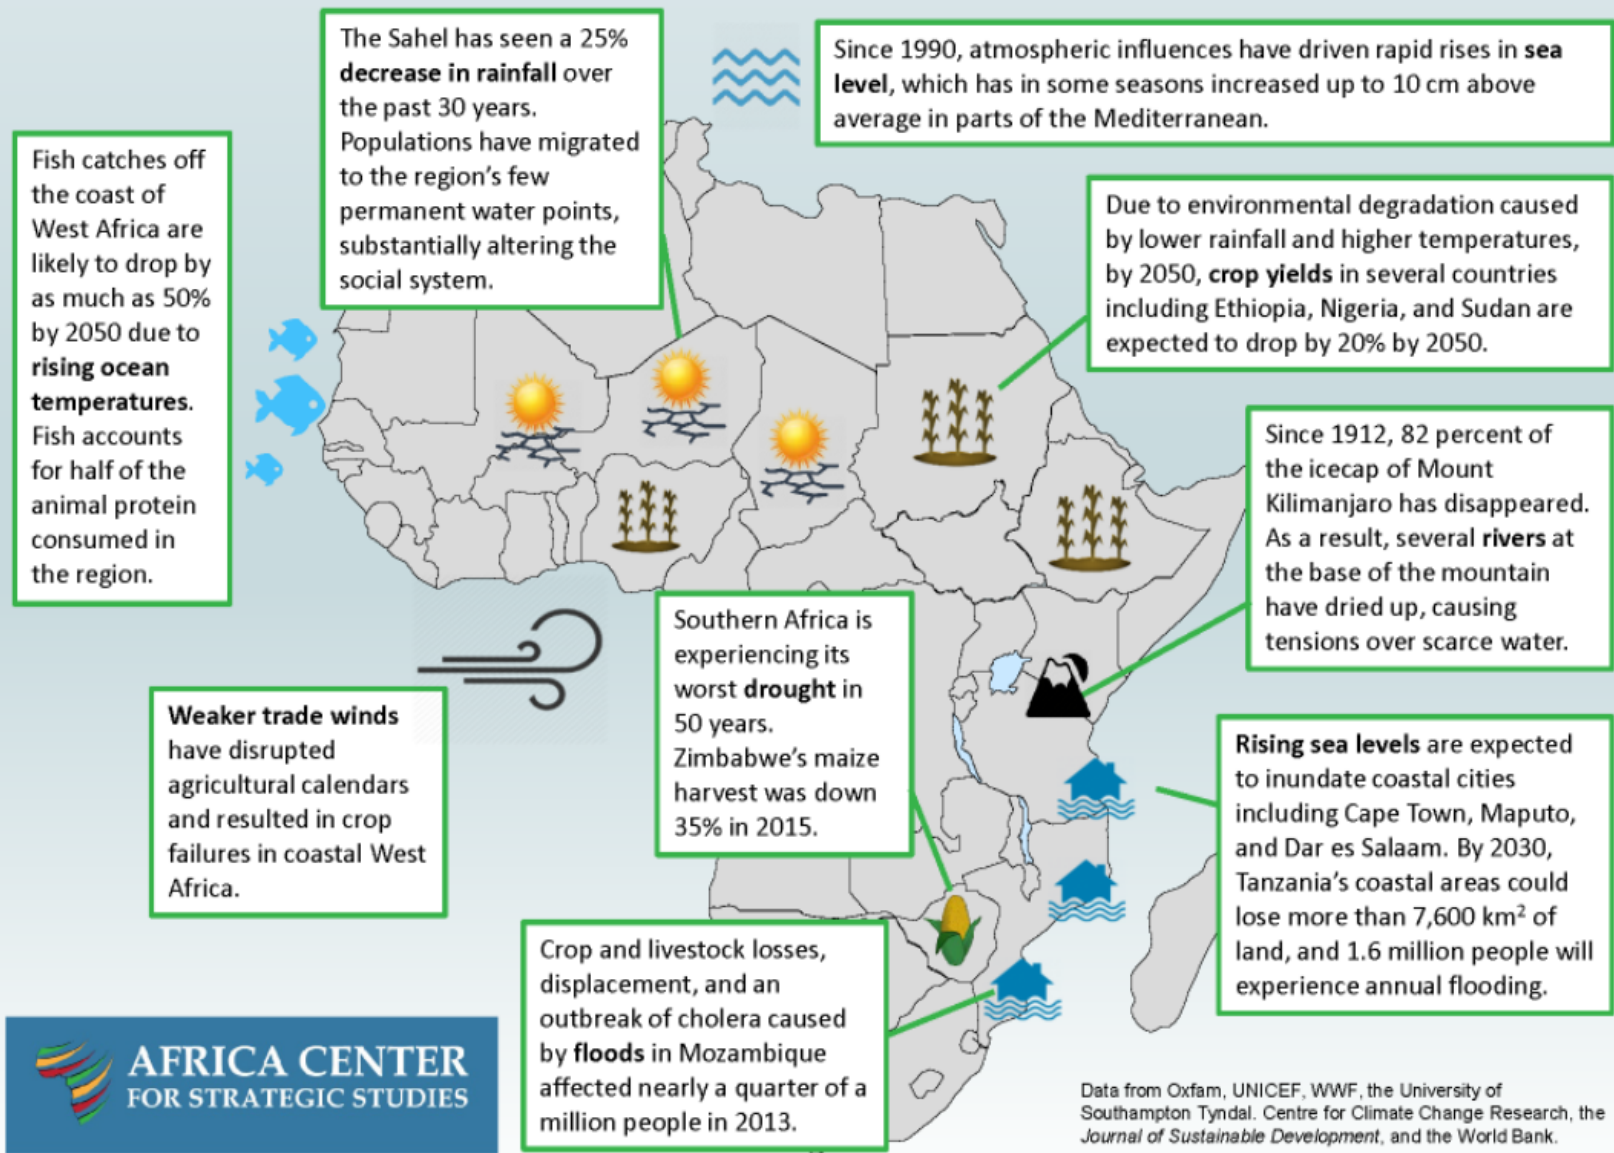 The Sahel has seen a 25%
decrease in rainfall over
the past 30 years.
Populations have migrated
to the region's few
permanent water points,
substantially altering the
social system.
Since 1990, atmospheric influences have driven rapid rises in sea
level, which has in some seasons increased up to 10 cm above
average in parts of the Mediterranean.
Fish catches off
the coast of
West Africa are
likely to drop by
as much as 50%
by 2050 due to
rising ocean
temperatures.
Fish accounts
for half of the
animal protein
consumed in
the region.
Due to environmental degradation caused
by lower rainfall and higher temperatures,
by 2050, crop yields in several countries
including Ethiopia, Nigeria, and Sudan are
expected to drop by 20% by 2050.
Since 1912, 82 percent of
the icecap of Mount
Kilimanjaro has disappeared.
As a result, several rivers at
the base of the mountain
have dried up, causing
tensions over scarce water.
Southern Africa is
experiencing its
worst drought in
50 years.
Zimbabwe's maize
harvest was down
35% in 2015.
Weaker trade winds
have disrupted
agricultural calendars
and resulted in crop
failures in coastal West
Africa.
Rising sea levels are expected
to inundate coastal cities
including Cape Town, Maputo,
and Dar es Salaam. By 2030,
Tanzania's coastal areas could
lose more than 7,600 km² of
land, and 1.6 million people will
experience annual flooding.
Crop and livestock losses,
displacement, and an
outbreak of cholera caused
by floods in Mozambique
affected nearly a quarter of a
million people in 2013.
AFRICA CENTER
FOR STRATEGIC STUDIES
Data from Oxfam, UNICEF, WWF, the University of
Southampton Tyndal. Centre for Climate Change Research, the
Journal of Sustainable Development, and the World Bank.